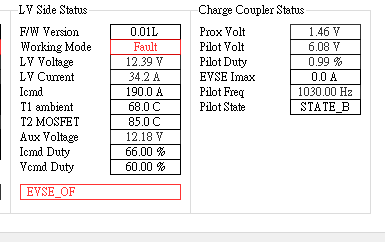 LV Side Status
F/W Version 0.01L
Working Mode Fault
LV Voltage 12.39 V
LV Current 34.2 A
Icmd 190.0 A
T1 ambient 68.0 C
T2 MOSFET 85.0 C
Aux Voltage 12.18 V
Icmd Duty 66.00 %
Vcmd Duty 60.00 %
EVSE_OF
Charge Coupler Status
Prox Volt 1.46 V
Pilot Volt 6.08 V
Pilot Duty 0.99 %
EVSE Imax 0.0 A
Pilot Freq 1030.00 Hz
Pilot State STATE_B